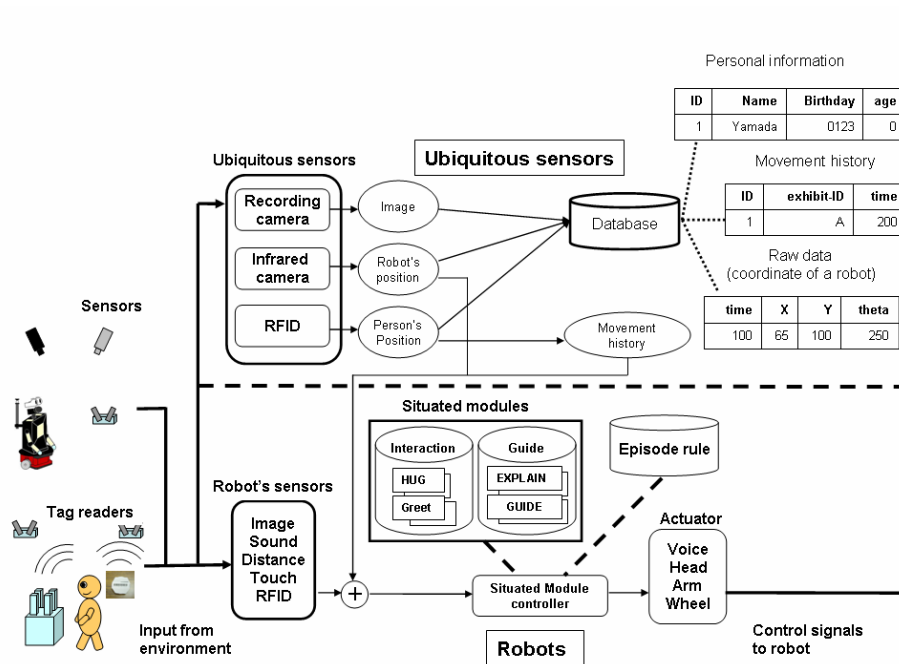 Personal information
ID Name Birthday age
1 Yamada 0123 0
Ubiquitous sensors
Ubiquitous sensors
Movement history
ID exhibit-ID time
1 A 200
Recording
camera
Image
Database
Infrared
camera
Robot's
position
Raw data
(coordinate of a robot)
time X Y theta
100 65 100 250
Sensors
RFID
Person's
Position
Movement
history
Situated modules
Interaction
HUG
Greet
Guide
EXPLAIN
GUIDE
Episode rule
Robot's sensors
Image
Sound
Distance
Touch
RFID
Tag readers
+
Situated Module
controller
Actuator
Voice
Head
Arm
Wheel
Input from
environment
Robots
Control signals
to robot